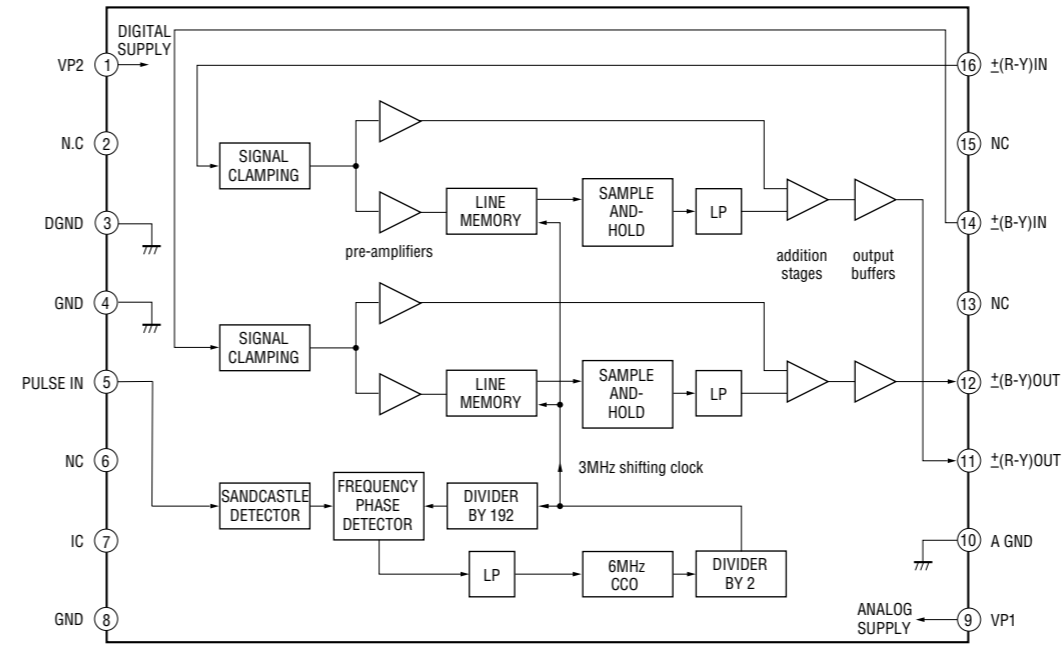 DIGITAL
SUPPLY
VP2 1
N.C 2
DGND 3
GND 4
PULSE IN 5
NC 6
IC 7
GND 8
16 ±(R-Y)IN
15 NC
14 ±(B-Y)IN
13 NC
12 ±(B-Y)OUT
11 ±(R-Y)OUT
10 A GND
9 VP1
ANALOG
SUPPLY
SIGNAL
CLAMPING
pre-amplifiers
LINE
MEMORY
SAMPLE
AND-
HOLD
LP
addition
stages
output
buffers
SIGNAL
CLAMPING
LINE
MEMORY
SAMPLE
AND-
HOLD
LP
3MHz shifting clock
SANDCASTLE
DETECTOR
FREQUENCY
PHASE
DETECTOR
DIVIDER
BY 192
LP
6MHz
CCO
DIVIDER
BY 2